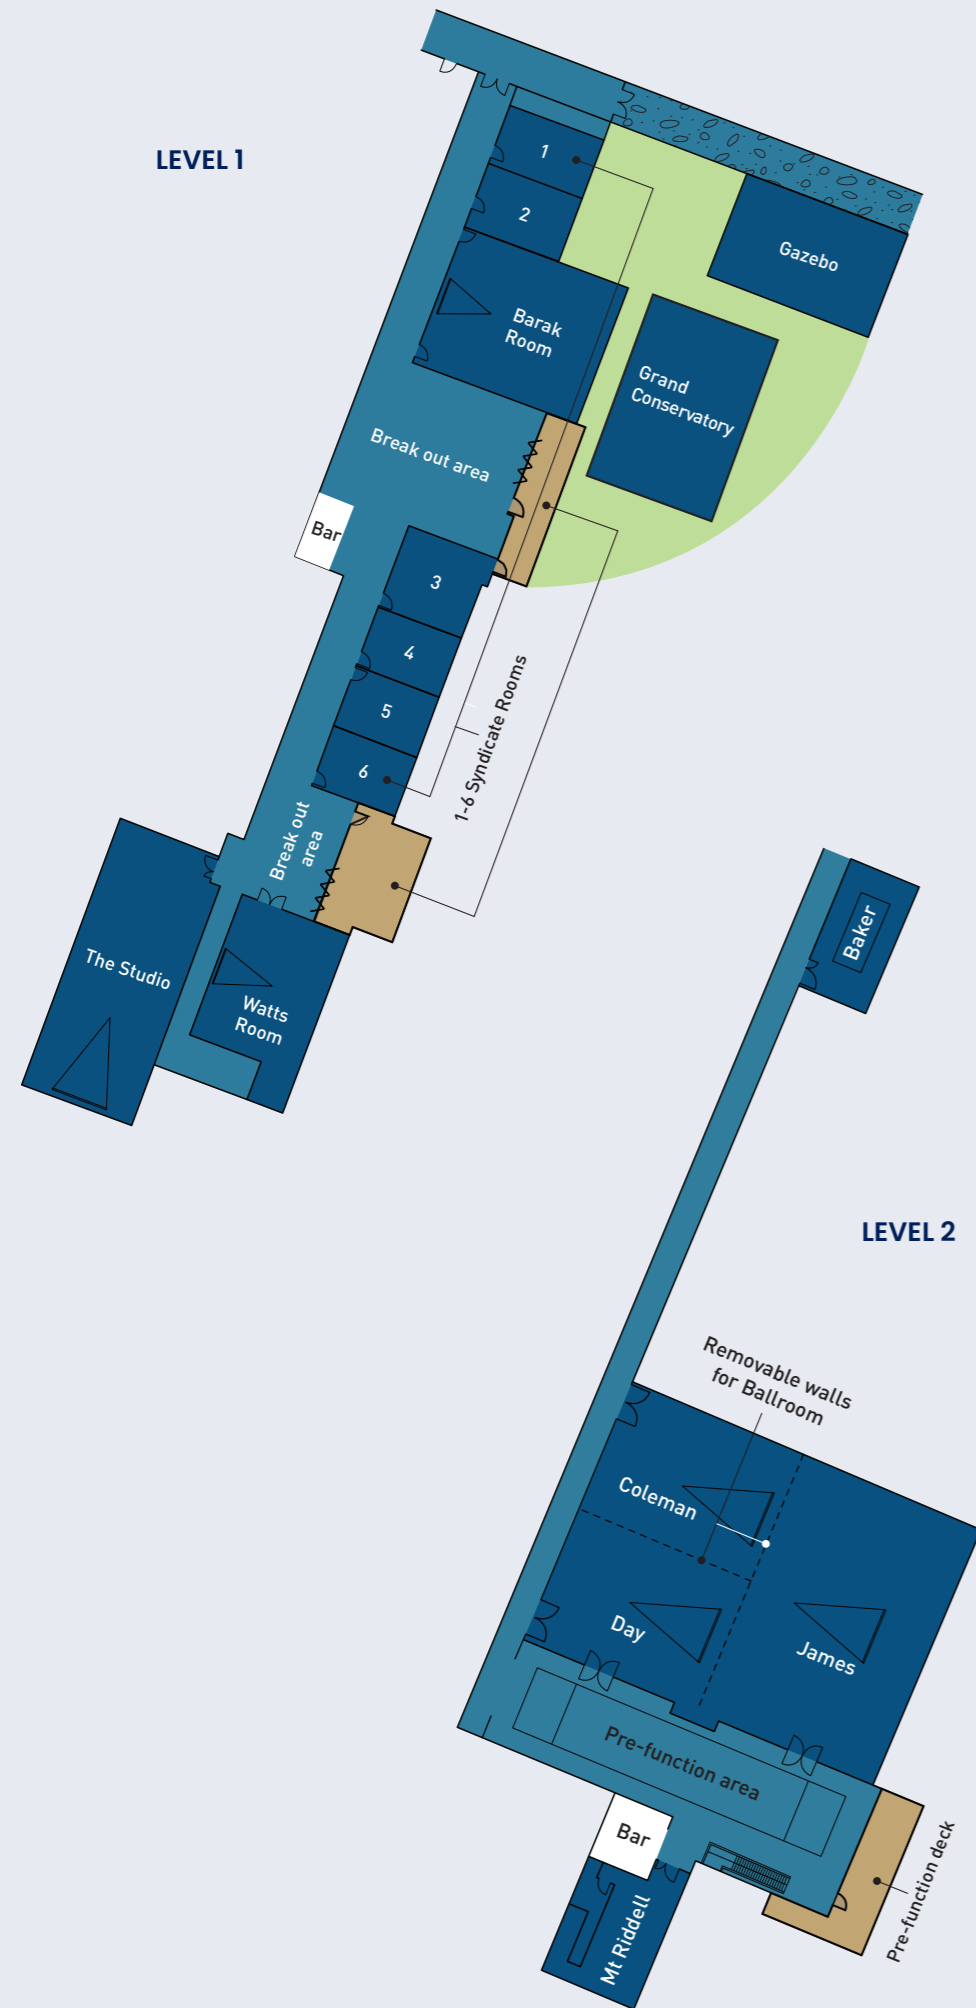 LEVEL 1
1
2
Gazebo
Barak
Room
Grand
Conservatory
Break out area
Bar
3
4
5
6
1-6 Syndicate Rooms
Break out
area
The Studio
Watts
Room
Baker
LEVEL 2
Removable walls
for Ballroom
Coleman
Day
James
Pre-function area
Bar
Pre-function deck
Mt Riddell